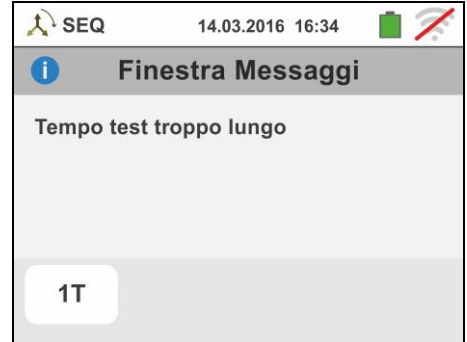 SEQ 14.03.2016 16:34
Finestra Messaggi
Tempo test troppo lungo
1T